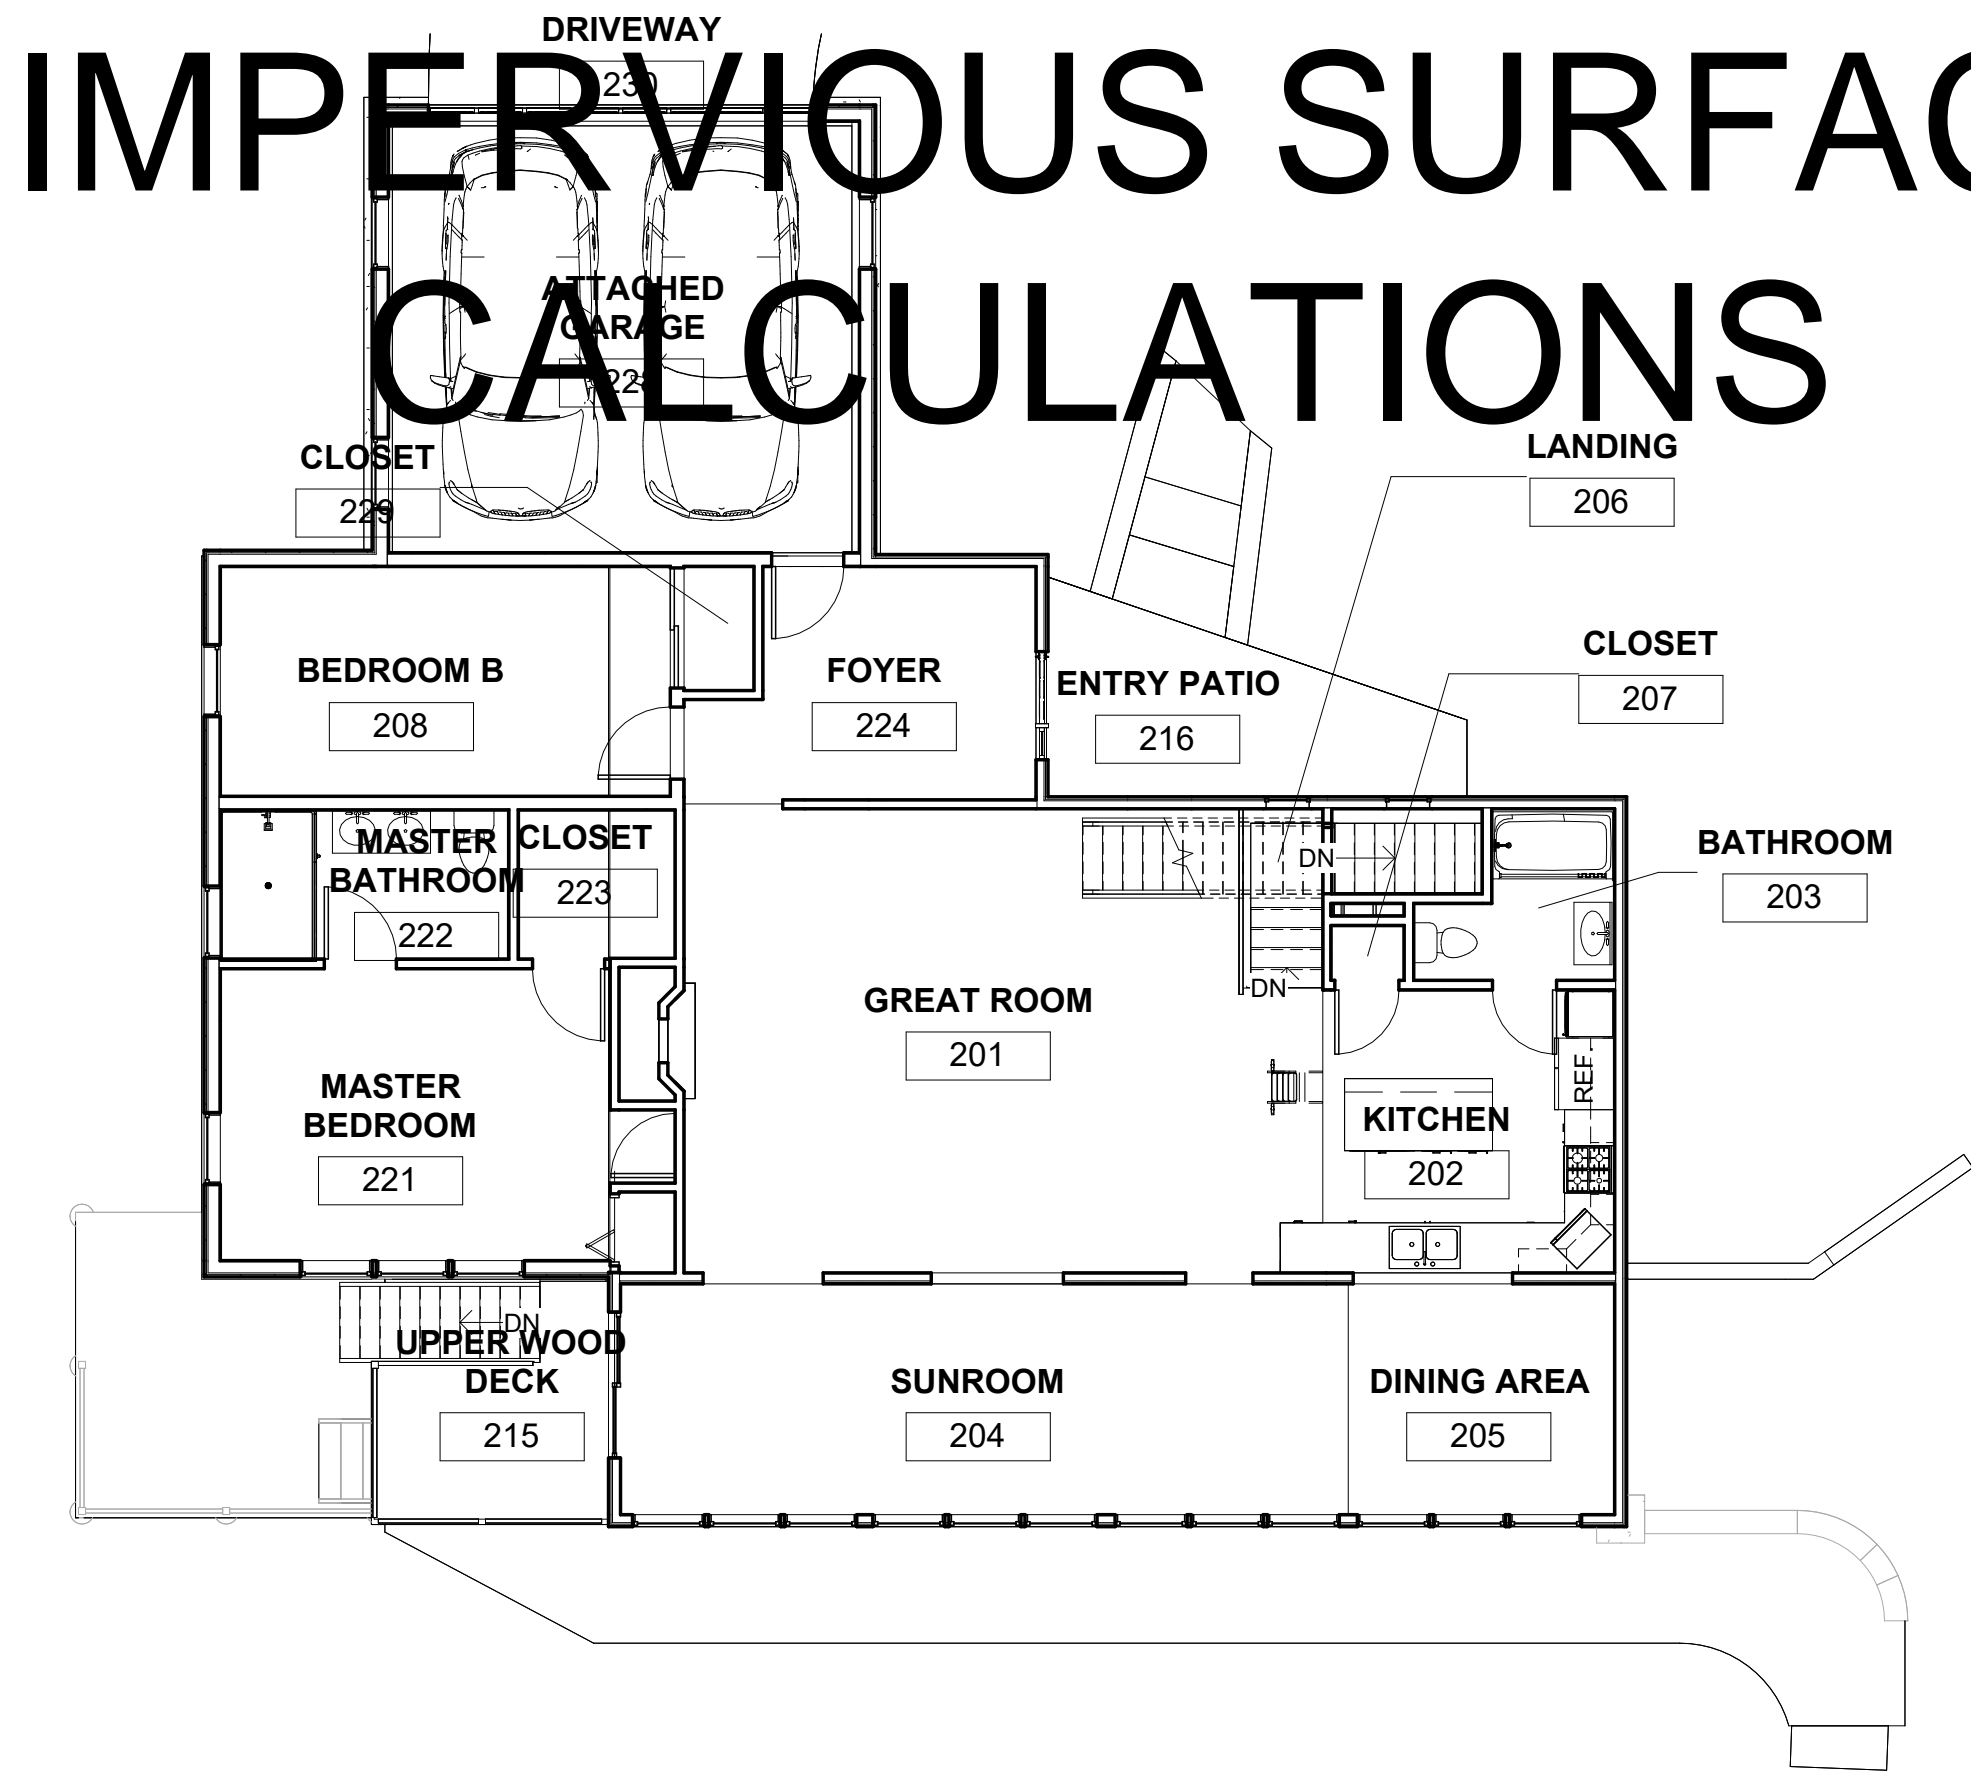 DRIVEWAY
230
IMPERVIOUS SURFAC
ATTACHED
GARAGE
CALCULATIONS
LANDING
206
CLOSET
229
CLOSET
207
BEDROOM B
208
FOYER
224
ENTRY PATIO
216
MASTER
BATHROOM
222
CLOSET
223
DN
BATHROOM
203
DN
GREAT ROOM
201
REF.
MASTER
BEDROOM
221
KITCHEN
202
DN
UPPER WOOD
DECK
215
SUNROOM
204
DINING AREA
205